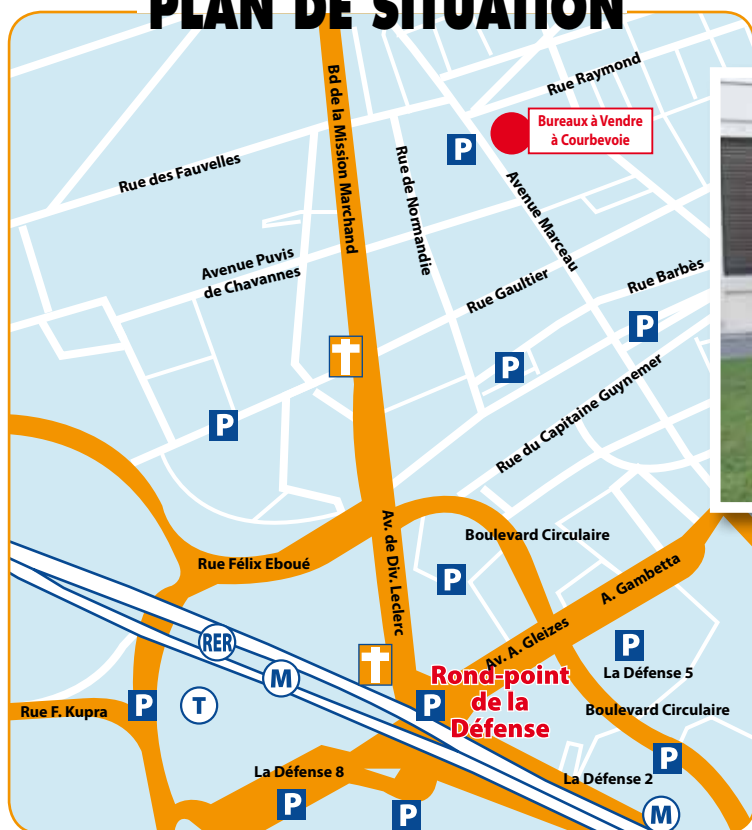 PLAN DE SITUATION
Rue Raymond
Bd de la Mission Marchand
Bureaux à Vendre
à Courbevoie
P
Rue des Fauvelles
Rue de Normandie
Avenue Marceau
Avenue Puvis
de Chavannes
Rue Gaultier
Rue Barbès
P
P
P
Rue du Capitaine Guynemer
Av. de Div. Leclerc
Boulevard Circulaire
Rue Félix Eboué
P
A. Gambetta
Av. A. Gleizes
RER
M
P
La Défense 5
Rond-point
de la
Défense
P
T
P
Rue F. Kupra
Boulevard Circulaire
P
La Défense 8
La Défense 2
P
P
M